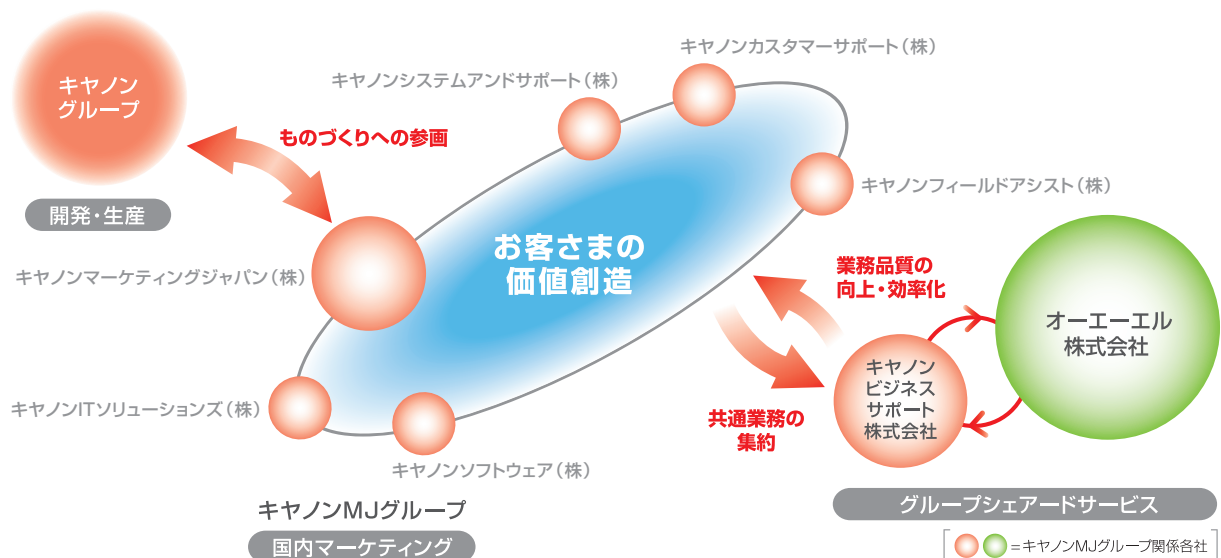 キヤノン
グループ
開発・生産
ものづくりへの参画
キヤノンシステムアンドサポート（株）
キヤノンカスタマーサポート（株）
キヤノンフィールドアシスト（株）
キヤノンマーケティングジャパン（株）
お客さまの
価値創造
業務品質の
向上・効率化
オーエーエル
株式会社
キヤノン
ビジネス
サポート
株式会社
キヤノンITソリューションズ（株）
共通業務の
集約
キヤノンソフトウェア（株）
キヤノンMJグループ
国内マーケティング
グループシェアードサービス
=キヤノンMJグループ関係各社